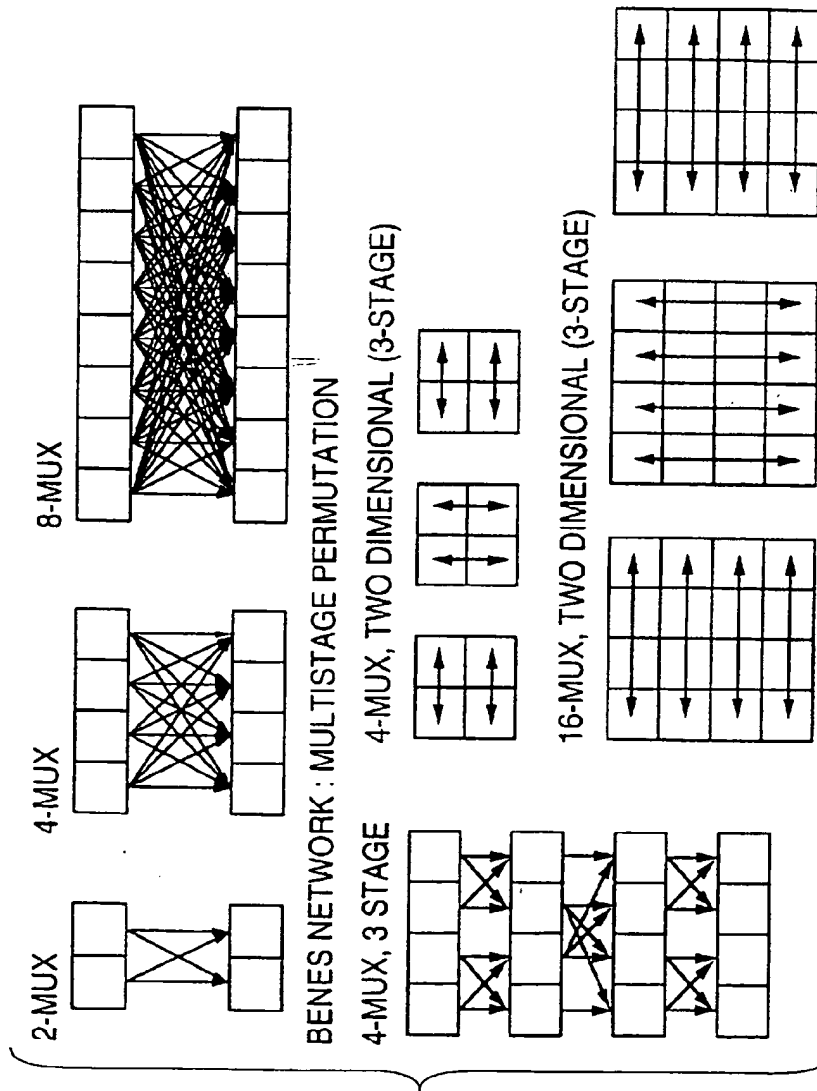 2-MUX
4-MUX
8-MUX
BENES NETWORK : MULTISTAGE PERMUTATION
4-MUX, 3 STAGE
4-MUX, TWO DIMENSIONAL (3-STAGE)
16-MUX, TWO DIMENSIONAL (3-STAGE)